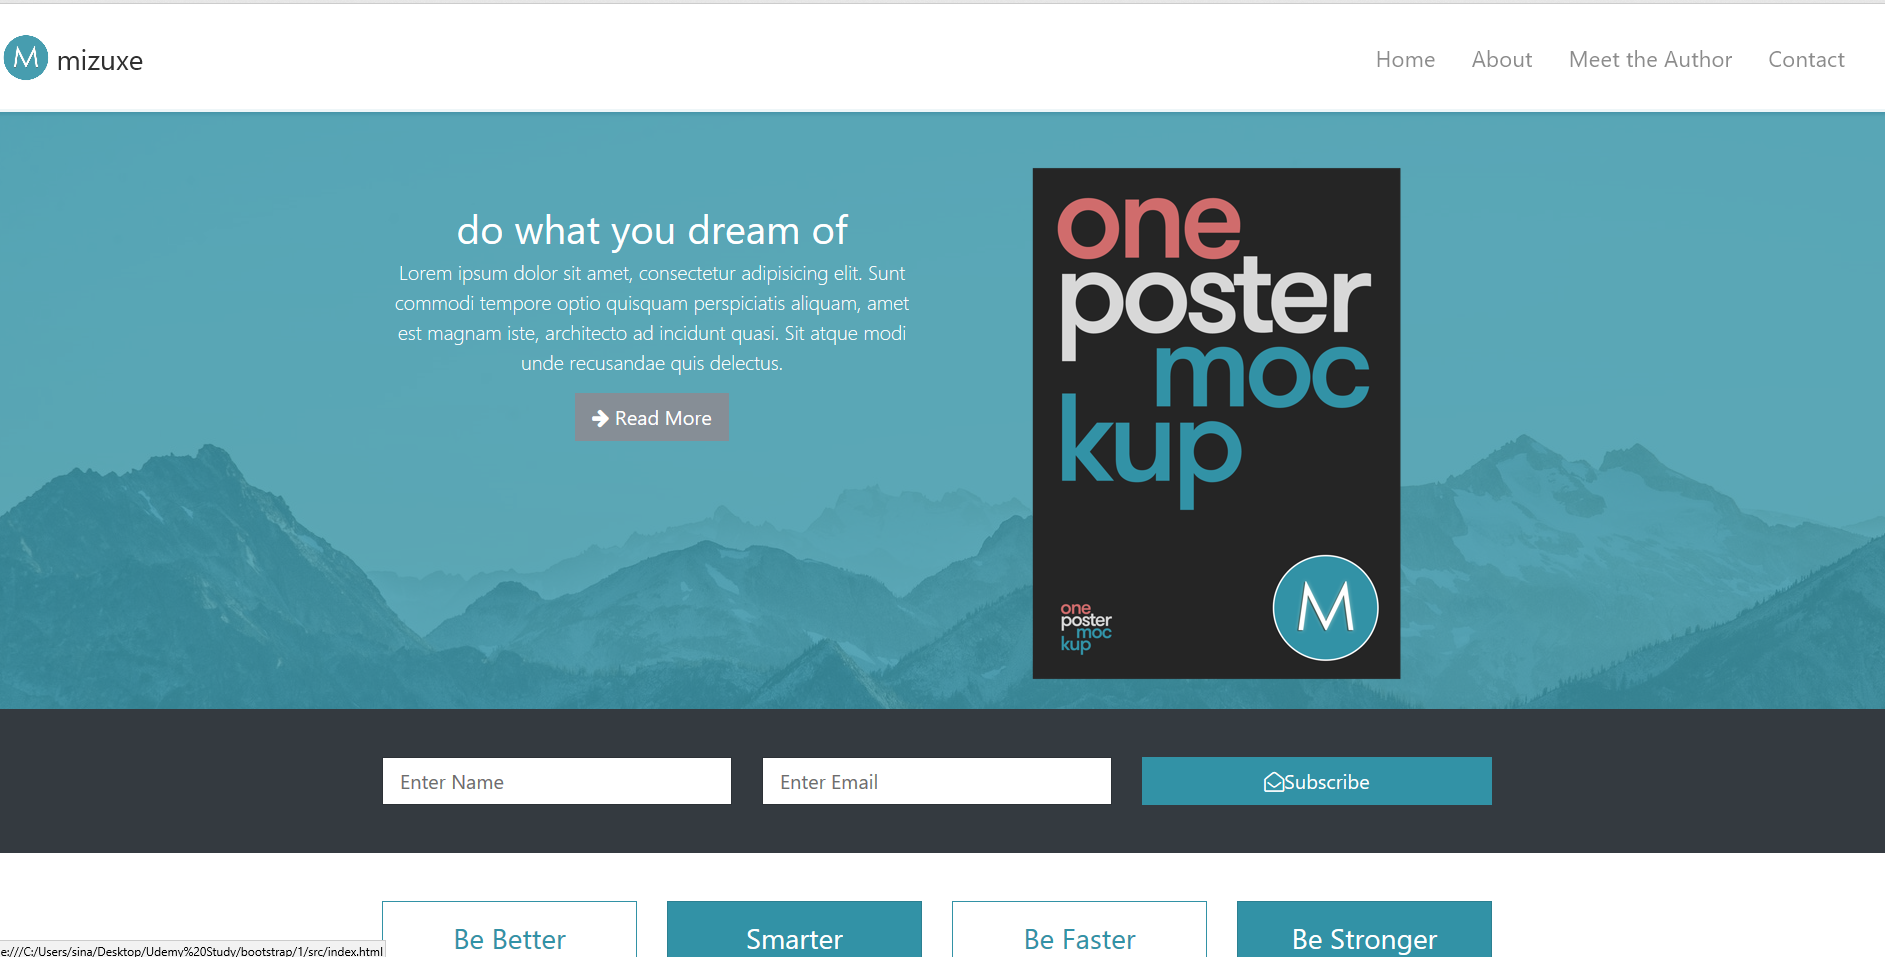 M mizuxe
Home About Meet the Author Contact
do what you dream of
Lorem ipsum dolor sit amet, consectetur adipisicing elit. Sunt
commodi tempore optio quisquam perspiciatis aliquam, amet
est magnam iste, architecto ad incidunt quasi. Sit atque modi
unde recusandae quis delectus.
Read More
one
poster
moc
kup
one
poster
moc
kup
M
Enter Name
Enter Email
Subscribe
Be Better
Smarter
Be Faster
Be Stronger
e:///C:/Users/sina/Desktop/Udemy%20Study/bootstrap/1/src/index.html